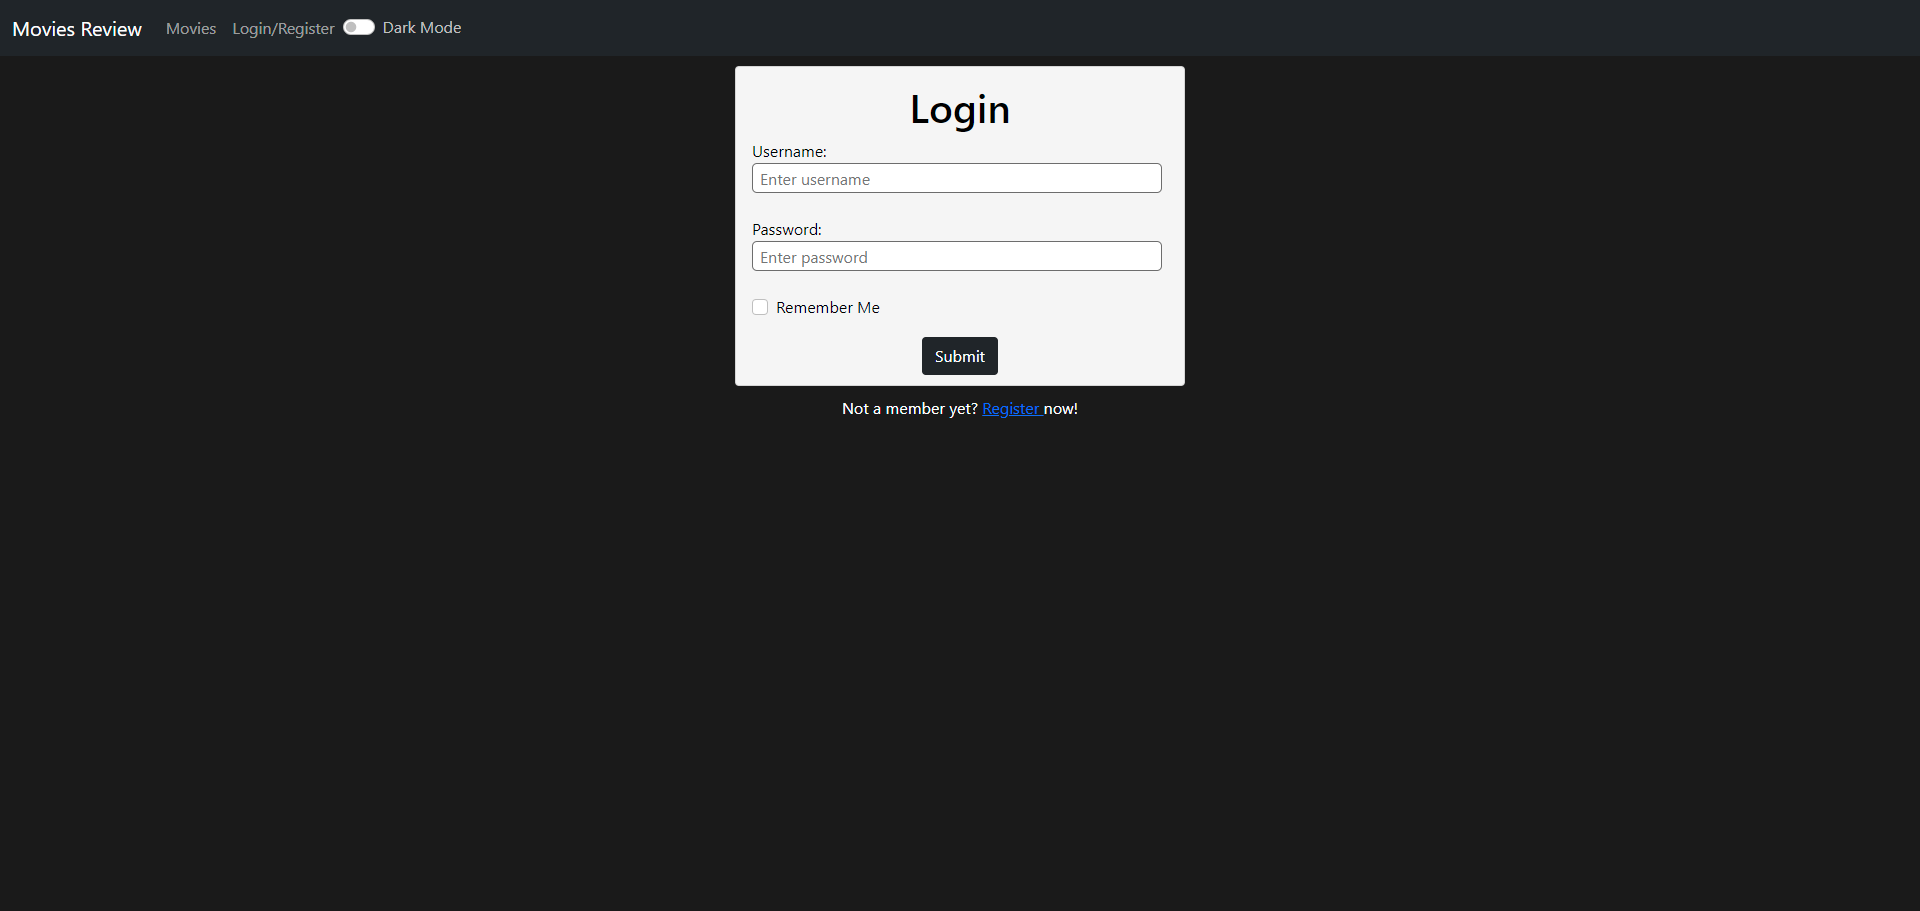 Movies Review Movies Login/Register Dark Mode
Login
Username:
Enter username
Password:
Enter password
Remember Me
Submit
Not a member yet? Register now!